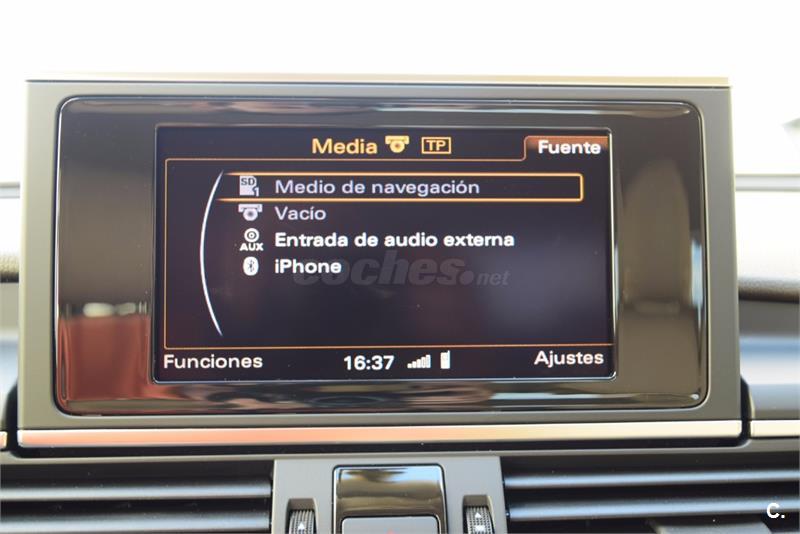 Media TP Fuente
SD 1 Medio de navegación
Vacío
AUX Entrada de audio externa
iPhone
coches.net
Funciones 16:37 Ajustes
C.